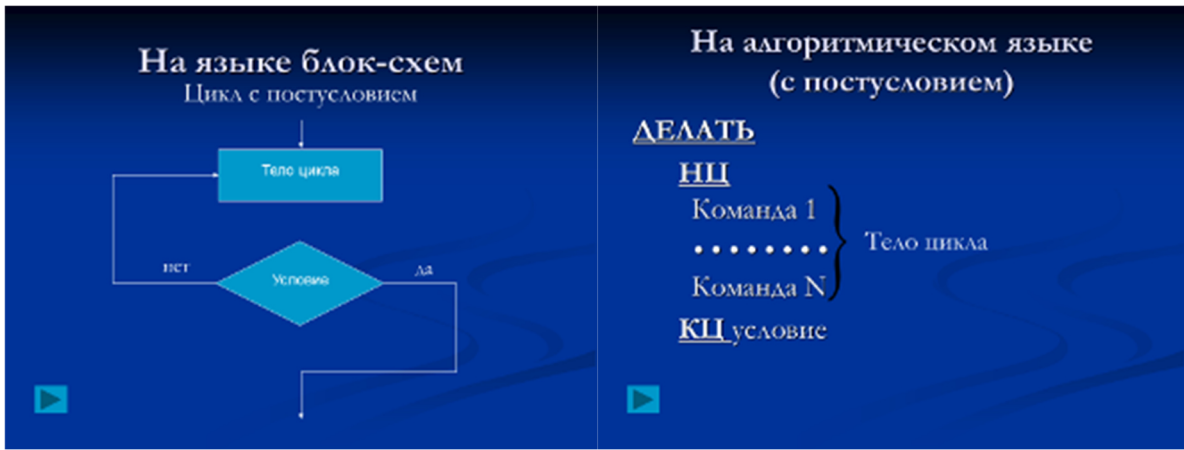 На языке блок-схем
Цикл с постусловием
Тело цикла
нет
Условие
да
На алгоритмическом языке
(с постусловием)
ДЕЛАТЬ
НЦ
Команда 1
. . . . . . . .
Команда N
Тело цикла
КЦ условие